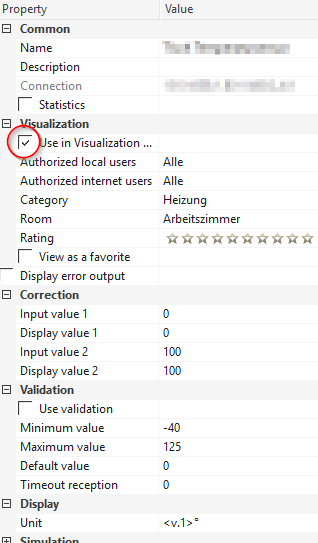 Property Value
Common
Name
Description
Connection
Statistics
Visualization
Use in Visualization ...
Authorized local users Alle
Authorized internet users Alle
Category Heizung
Room Arbeitszimmer
Rating
View as a favorite
Display error output
Correction
Input value 1 0
Display value 1 0
Input value 2 100
Display value 2 100
Validation
Use validation
Minimum value -40
Maximum value 125
Default value 0
Timeout reception 0
Display
Unit <v.1>°
Simulation